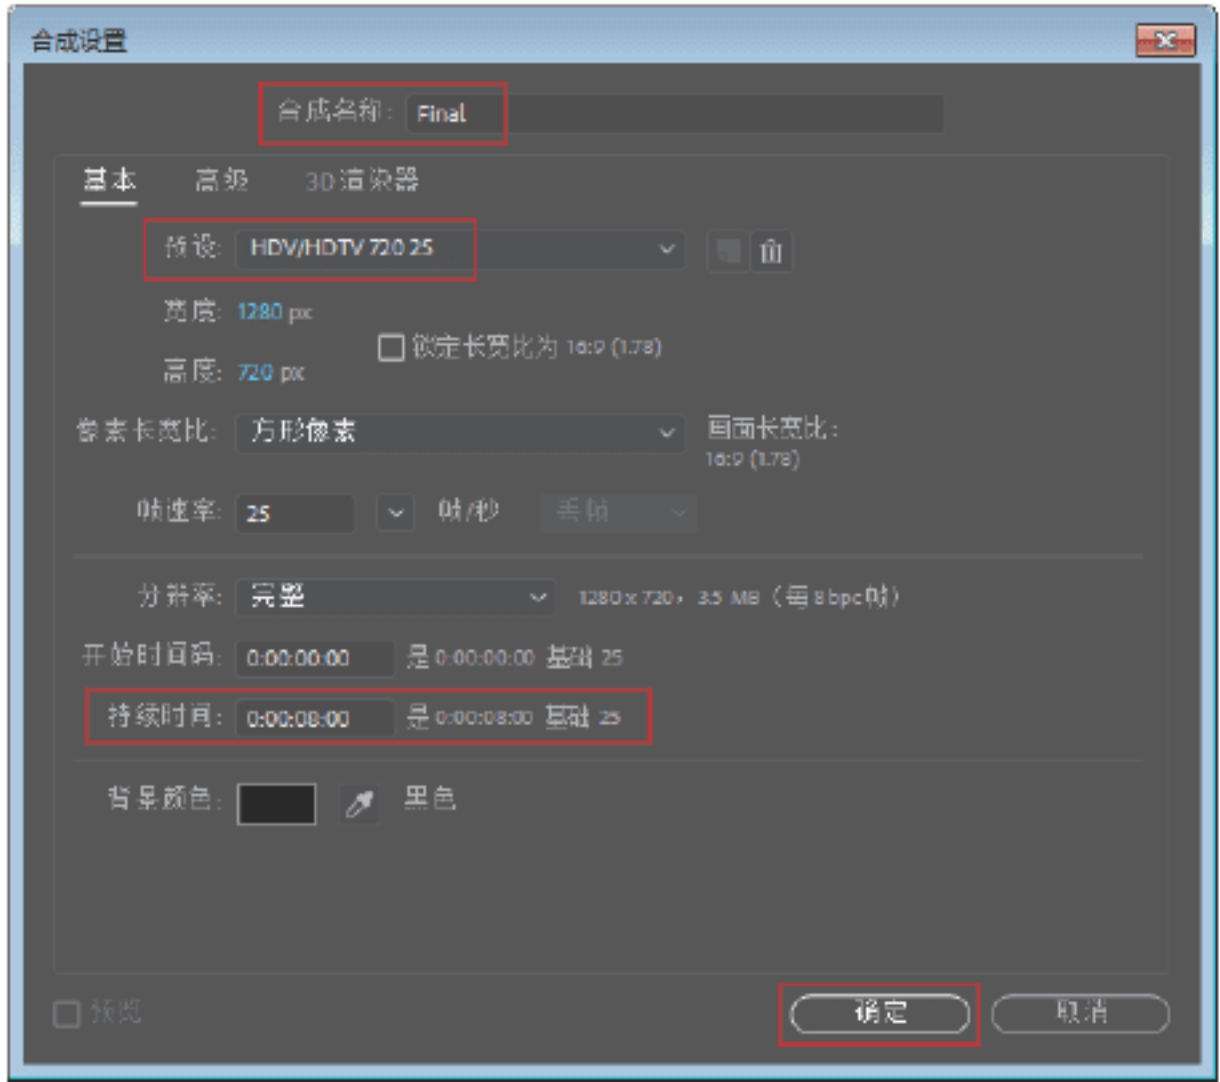 合成设置
合成名称: Final
基本 高级 3D 渲染器
预设: HDV/HDTV 720 25
宽度: 1280 px
锁定长宽比为 16:9 (1.78)
高度: 720 px
像素长宽比: 方形像素 画面长宽比:
16:9 (1.78)
帧速率: 25 帧/秒 丢帧
分辨率: 完整 1280 x 720，3.5 MB（每 8bpc 帧）
开始时间码: 0:00:00:00 是 0:00:00:00 基础 25
持续时间: 0:00:08:00 是 0:00:08:00 基础 25
背景颜色: 黑色
预览 确定 取消